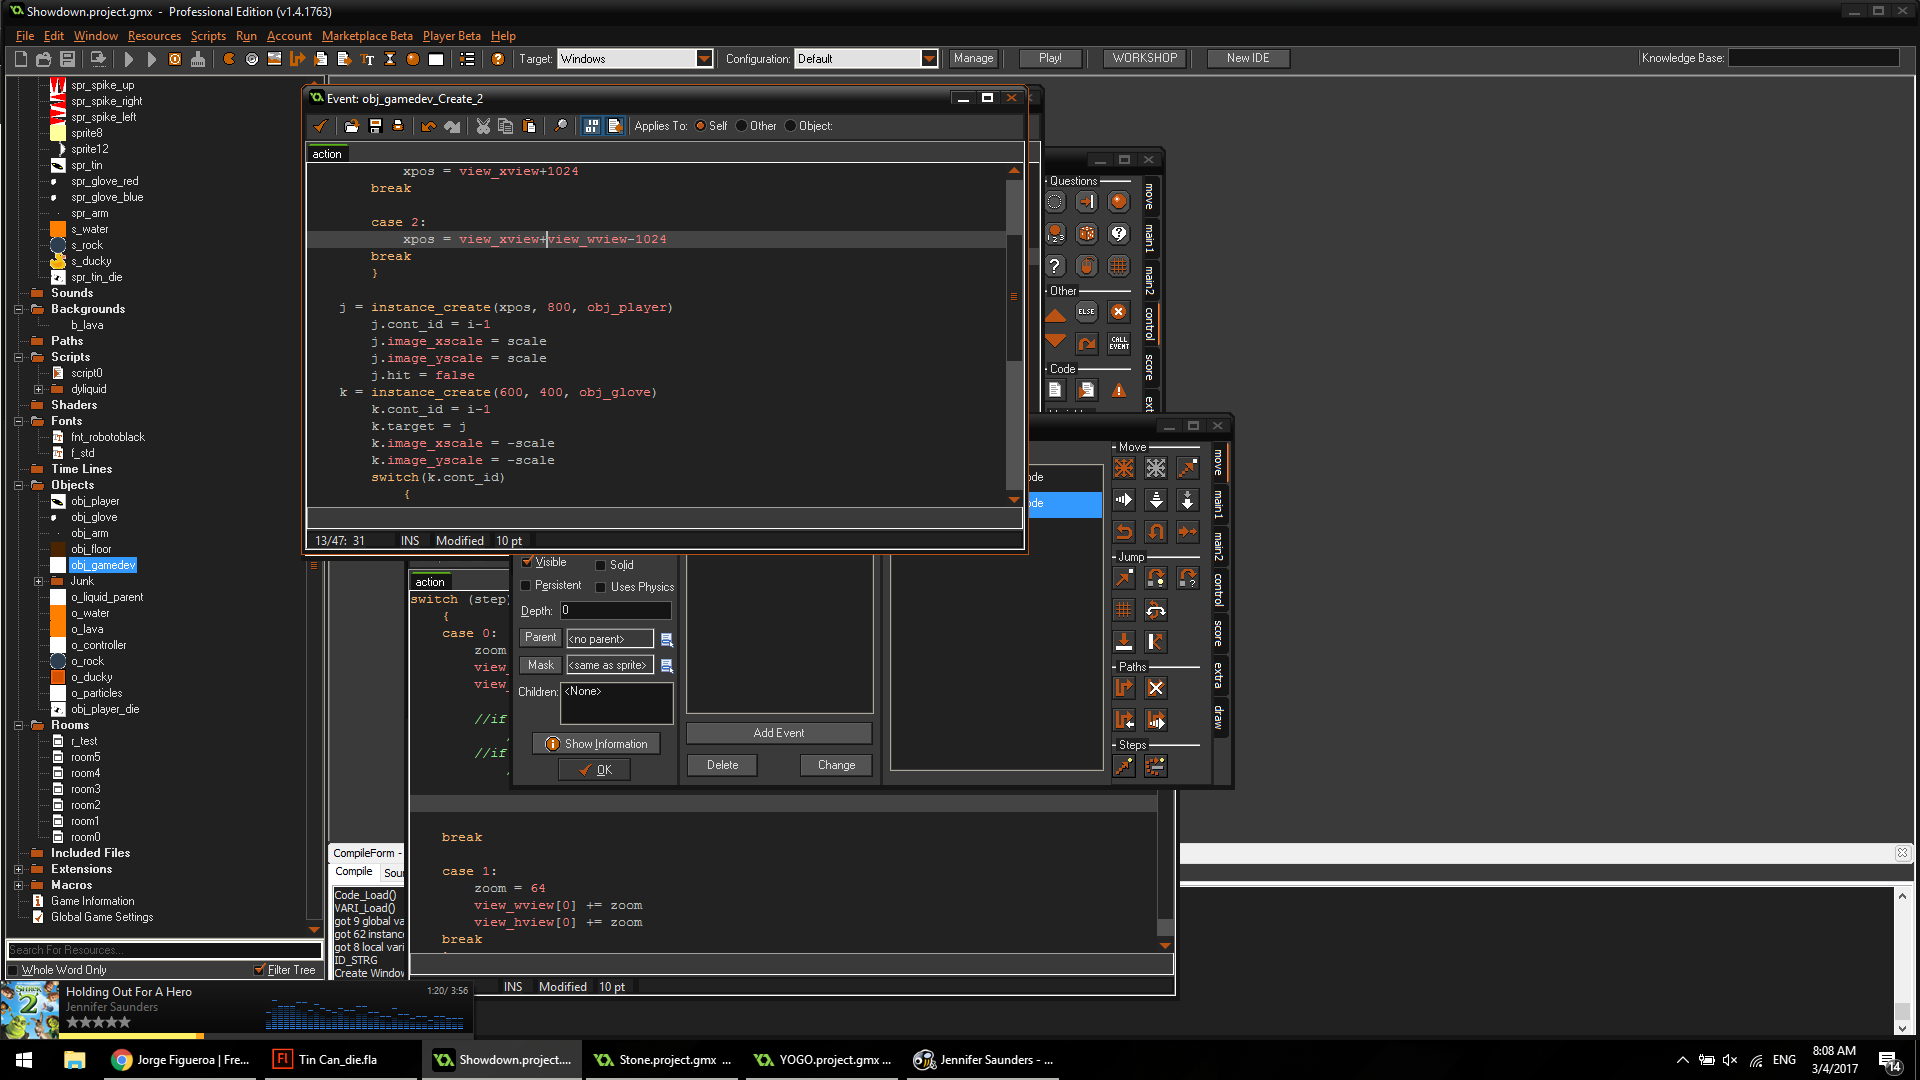 Showdown.project.gmx - Professional Edition (v1.4.1763)
File Edit Window Resources Scripts Run Account Marketplace Beta Player Beta Help
Target: Windows Configuration: Default Manage Play! WORKSHOP New IDE Knowledge Base:
spr_spike_up
spr_spike_right
spr_spike_left
sprite8
sprite12
spr_tin
spr_glove_red
spr_glove_blue
spr_arm
s_water
s_rock
s_ducky
spr_tin_die
Sounds
Backgrounds
b_lava
Paths
Scripts
script0
dyliquid
Shaders
Fonts
fnt_robotoblack
f_std
Time Lines
Objects
obj_player
obj_glove
obj_arm
obj_floor
obj_gamedev
Junk
o_liquid_parent
o_water
o_lava
o_controller
o_rock
o_ducky
o_particles
obj_player_die
Rooms
r_test
room5
room4
room3
room2
room1
room0
Included Files
Extensions
Macros
Game Information
Global Game Settings
Search For Resources...
Whole Word Only Filter Tree
Event: obj_gamedev_Create_2
Applies To: Self Other Object:
action
xpos = view_xview+1024
break
case 2:
xpos = view_xview+view_wview-1024
break
}
j = instance_create(xpos, 800, obj_player)
j.cont_id = i-1
j.image_xscale = scale
j.image_yscale = scale
j.hit = false
k = instance_create(600, 400, obj_glove)
k.cont_id = i-1
k.target = j
k.image_xscale = -scale
k.image_yscale = -scale
switch(k.cont_id)
{
13/47: 31 INS Modified 10 pt
Questions
Other
ELSE
CALL EVENT
Code
move
main1
main2
control
score
Visible Solid
Persistent Uses Physics
Depth: 0
Parent <no parent>
Mask <same as sprite>
Children: <None>
Show Information
OK
Add Event
Delete Change
Move
Jump
Paths
Steps
move
main1
main2
control
score
extra
draw
action
switch (step)
{
case 0:
zoom
view_
view_
//if
//if
break
case 1:
zoom = 64
view_wview[0] += zoom
view_hview[0] += zoom
break
INS Modified 10 pt
CompileForm -
Compile Sour
Code_Load()
VARI_Load()
got 9 global va
got 62 instance
got 8 local vari
ID_STRG
Create Window
Holding Out For A Hero 1:20/ 3:56
Jennifer Saunders
Jorge Figueroa | Fre...
Tin Can_die.fla
Showdown.project....
Stone.project.gmx ...
YOGO.project.gmx ...
Jennifer Saunders - ...
ENG
8:08 AM
3/4/2017
14